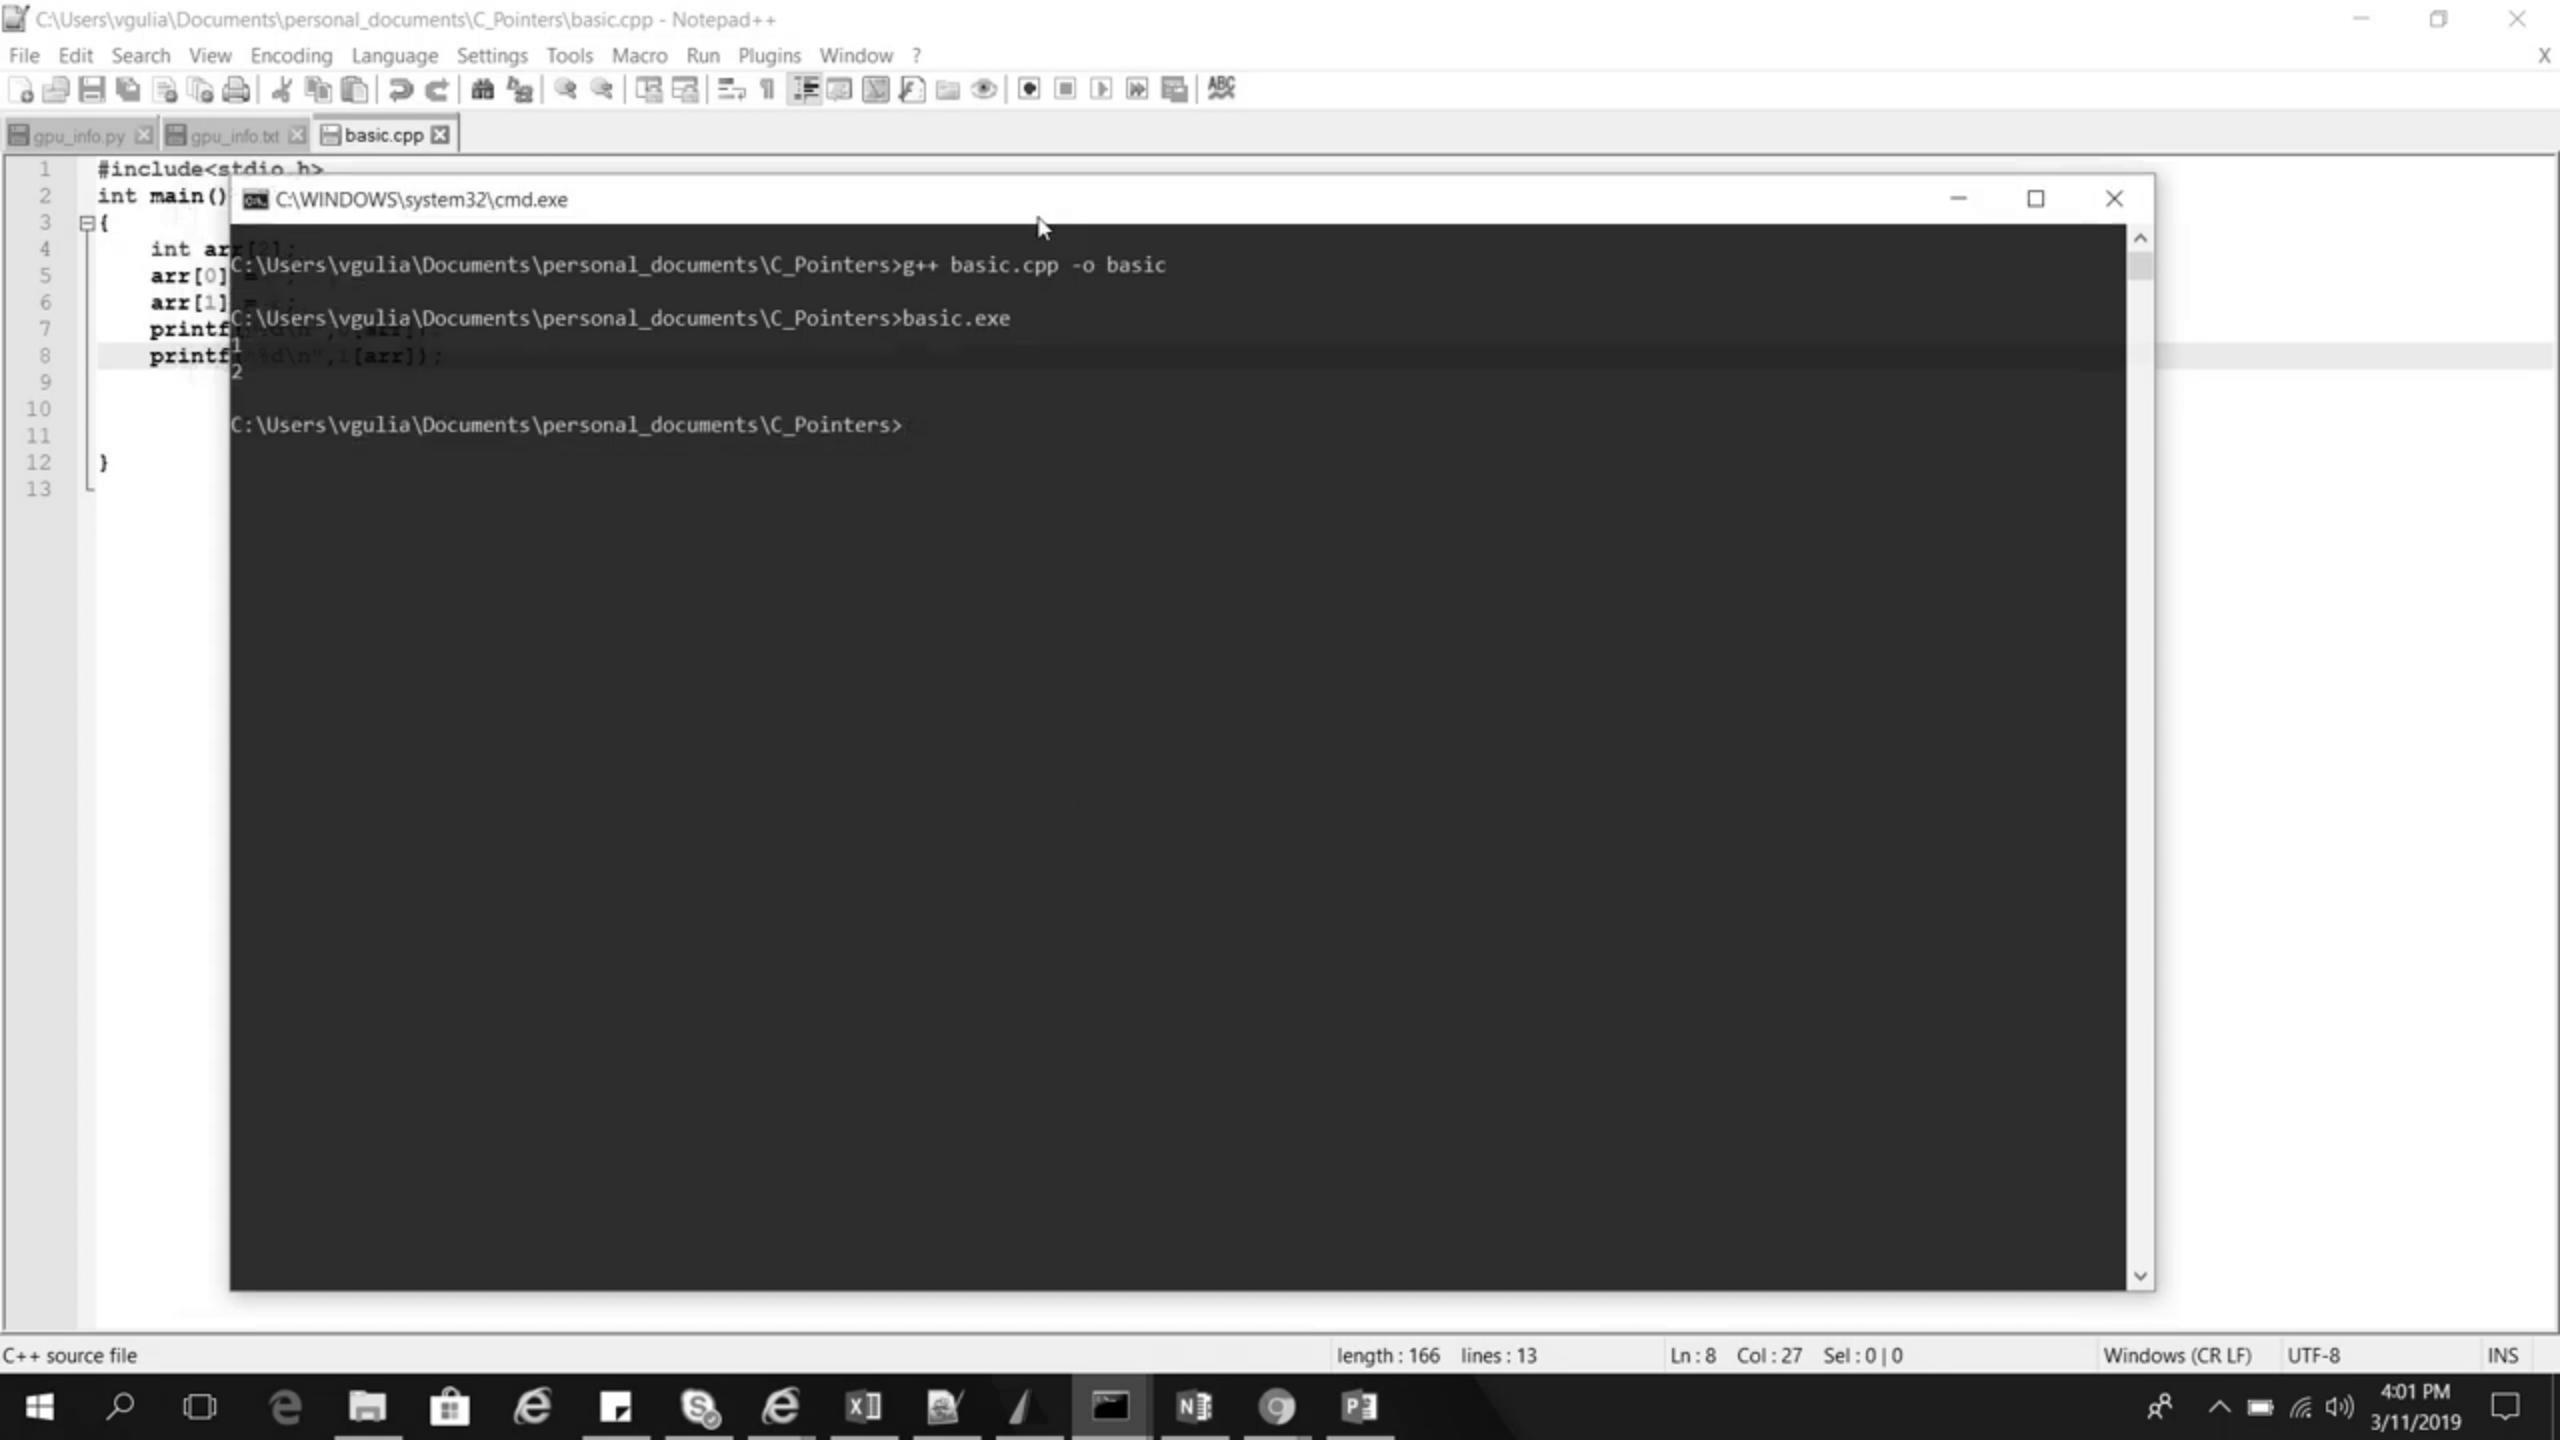 C:\Users\vgulia\Documents\personal_documents\C_Pointers\basic.cpp - Notepad++
File Edit Search View Encoding Language Settings Tools Macro Run Plugins Window ?
X
ABC
gpu_info.py gpu_info.txt basic.cpp
1 #include<stdio.h>
2 int main()
3 {
4 int arr[2];
5 arr[0]
6 arr[1] =
7 printf
8 printf("%d\n",1[arr]);
9
10
11
12 }
13
C:\WINDOWS\system32\cmd.exe
C:\Users\vgulia\Documents\personal_documents\C_Pointers>g++ basic.cpp -o basic
C:\Users\vgulia\Documents\personal_documents\C_Pointers>basic.exe
1
2
C:\Users\vgulia\Documents\personal_documents\C_Pointers>
C++ source file length : 166 lines : 13 Ln : 8 Col : 27 Sel : 0 | 0 Windows (CR LF) UTF-8 INS
4:01 PM
3/11/2019